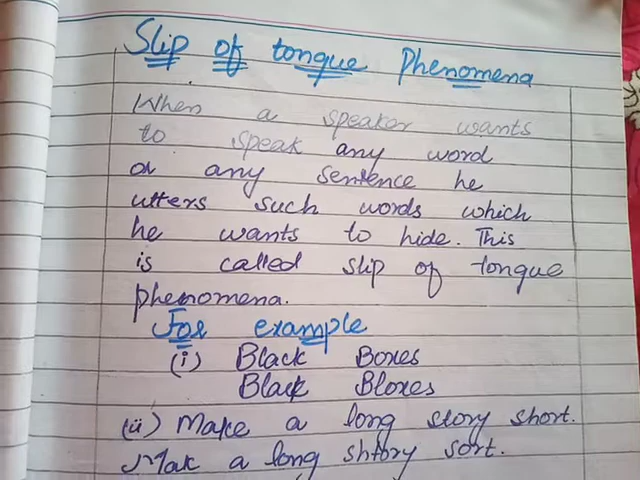 Slip of tongue Phenomena
When a speaker wants
to speak any word
or any sentence he
utters such words which
he wants to hide. This
is called slip of tongue
phenomena.
For example
(i) Black Boxes
Black Bloxes
(ii) Make a long story short.
Mak a long shtory sort.